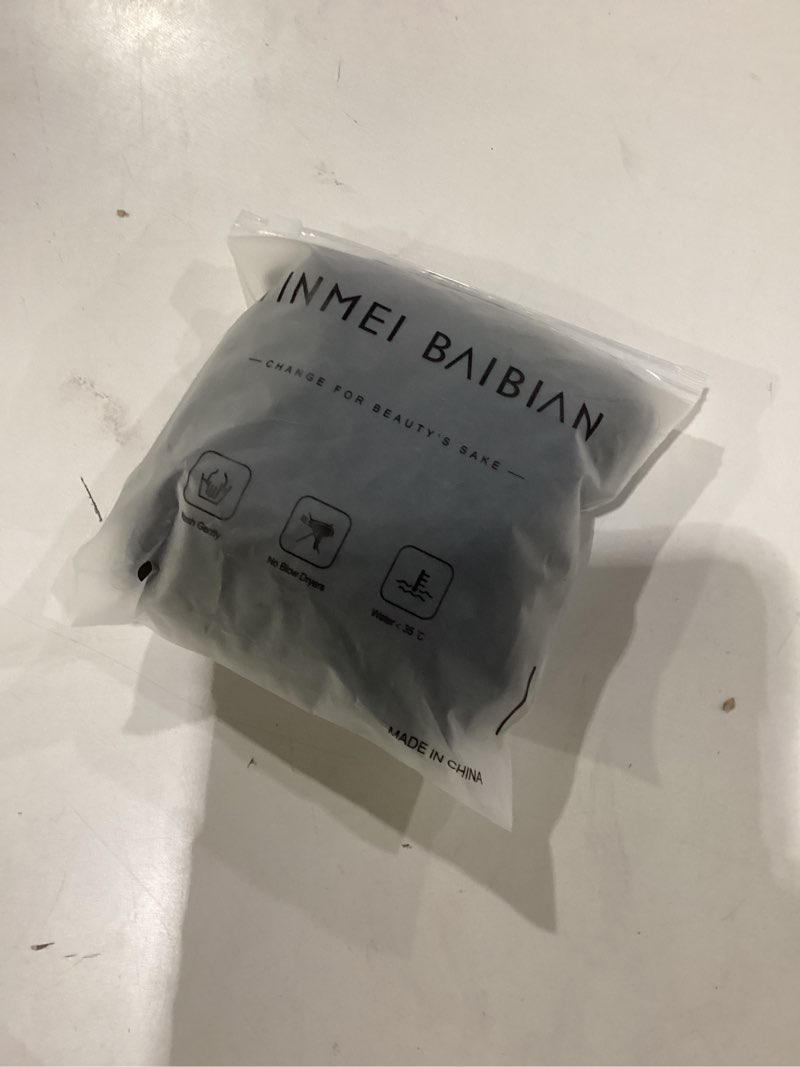 INMEI BAIBIAN
— CHANGE FOR BEAUTY'S SAKE —
Gently
No Blow Dryers
Water < 35 ℃
MADE IN CHINA